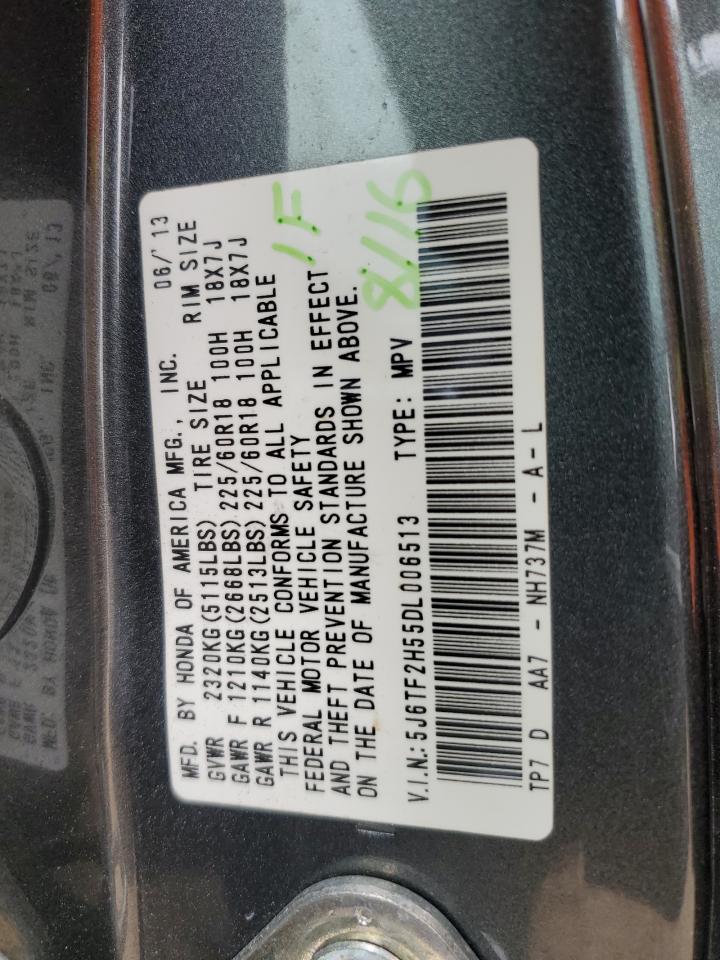 MFD. BY HONDA OF AMERICA MFG., INC. 06/'13
GVWR 2320KG(5115LBS) TIRE SIZE RIM SIZE
GAWR F 1210KG(2668LBS)225/60R18 100H 18X7J
GAWR R 1140KG(2513LBS)225/60R18 100H 18X7J
THIS VEHICLE CONFORMS TO ALL APPLICABLE
FEDERAL MOTOR VEHICLE SAFETY
AND THEFT PREVENTION STANDARDS IN EFFECT
ON THE DATE OF MANUFACTURE SHOWN ABOVE.
1F
8/16
V.I.N.:5J6TF2H55DL006513 TYPE: MPV
TP7 D AA7 - NH737M - A - L